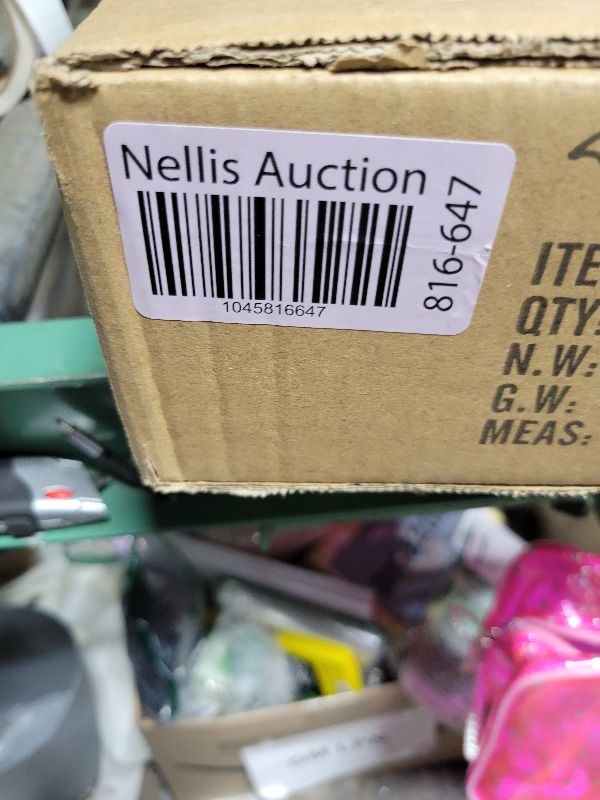 Nellis Auction
1045816647
816-647
ITE
QTY:
N.W:
G.W:
MEAS: